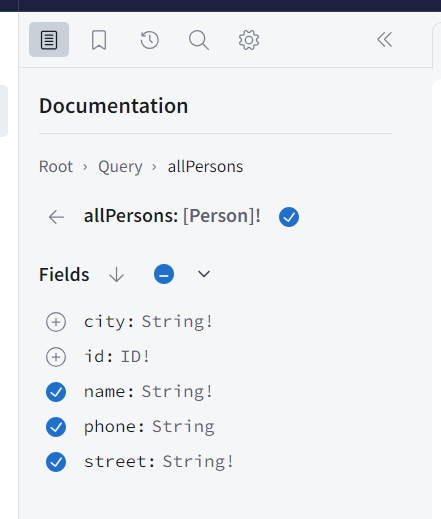 Documentation
Root › Query › allPersons
allPersons: [Person]!
Fields
city: String!
id: ID!
name: String!
phone: String
street: String!